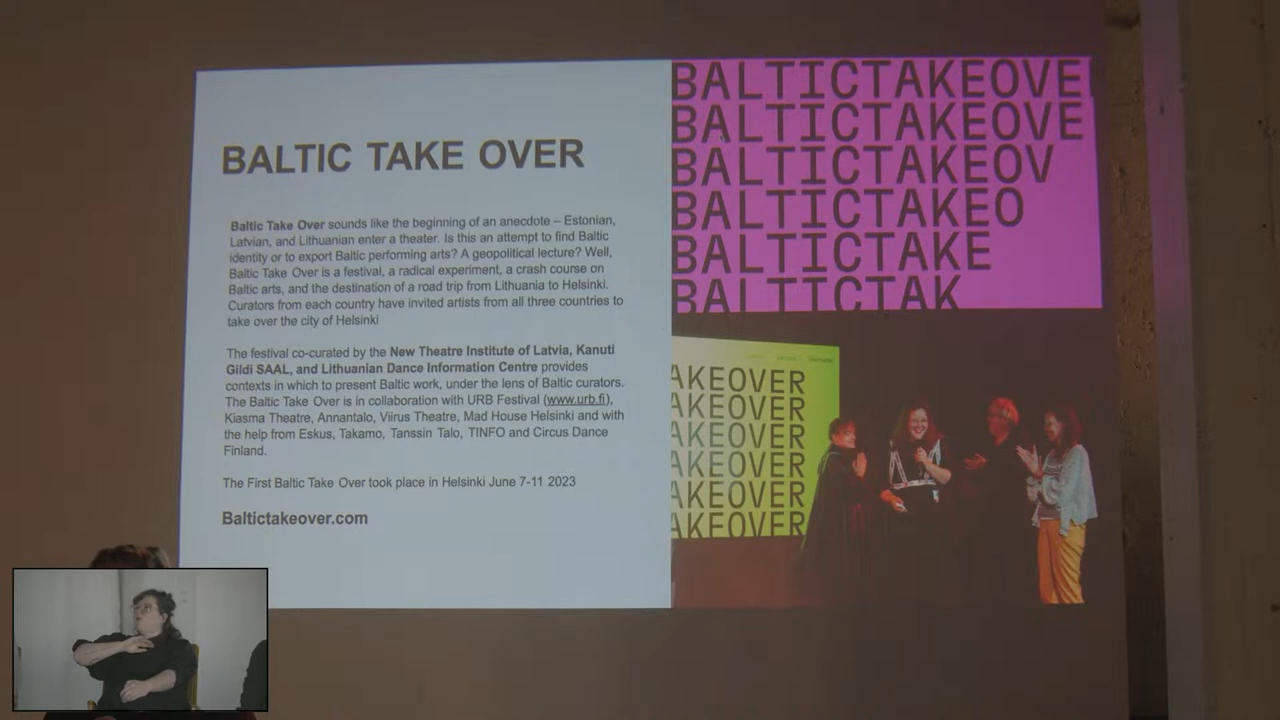 BALTIC TAKE OVER
Baltic Take Over sounds like the beginning of an anecdote – Estonian,
Latvian, and Lithuanian enter a theater. Is this an attempt to find Baltic
identity or to export Baltic performing arts? A geopolitical lecture? Well,
Baltic Take Over is a festival, a radical experiment, a crash course on
Baltic arts, and the destination of a road trip from Lithuania to Helsinki.
Curators from each country have invited artists from all three countries to
take over the city of Helsinki
The festival co-curated by the New Theatre Institute of Latvia, Kanuti
Gildi SAAL, and Lithuanian Dance Information Centre provides
contexts in which to present Baltic work, under the lens of Baltic curators.
The Baltic Take Over is in collaboration with URB Festival (www.urb.fi),
Kiasma Theatre, Annantalo, Viirus Theatre, Mad House Helsinki and with
the help from Eskus, Takamo, Tanssin Talo, TINFO and Circus Dance
Finland.
The First Baltic Take Over took place in Helsinki June 7-11 2023
Baltictakeover.com
BALTICTAKEOVE
BALTICTAKEOVE
BALTICTAKEOV
BALTICTAKEO
BALTICTAKE
BALTICTAK
AKEOVER
AKEOVER
AKEOVER
AKEOVER
AKEOVER
AKEOVER